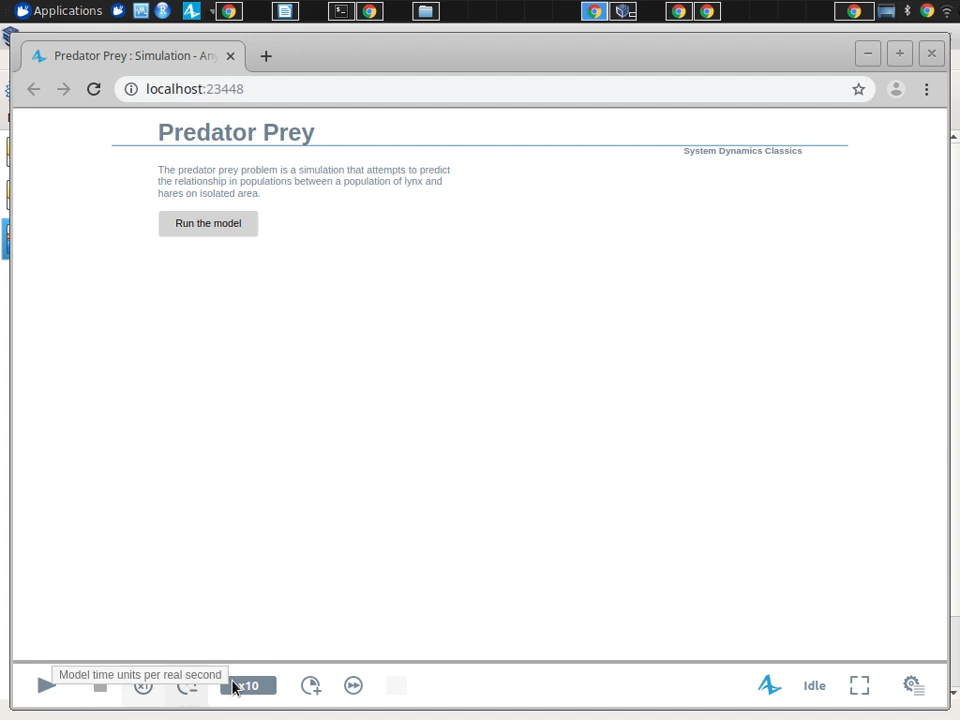 Applications
Predator Prey : Simulation - An
localhost:23448
Predator Prey
System Dynamics Classics
The predator prey problem is a simulation that attempts to predict
the relationship in populations between a population of lynx and
hares on isolated area.
Run the model
Model time units per real second
x10
Idle